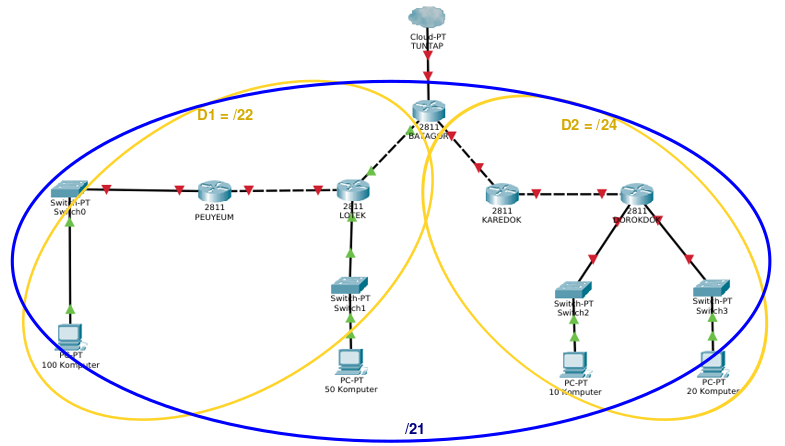 Cloud-PT
TUNTAP
D1 = /22
D2 = /24
2811
BATAGOR
Switch-PT
Switch0
2811
PEUYEUM
2811
LOTEK
2811
KAREDOK
2811
Switch-PT
Switch1
Switch-PT
Switch2
Switch-PT
Switch3
PC-PT
100 Komputer
PC-PT
50 Komputer
PC-PT
10 Komputer
PC-PT
20 Komputer
/21